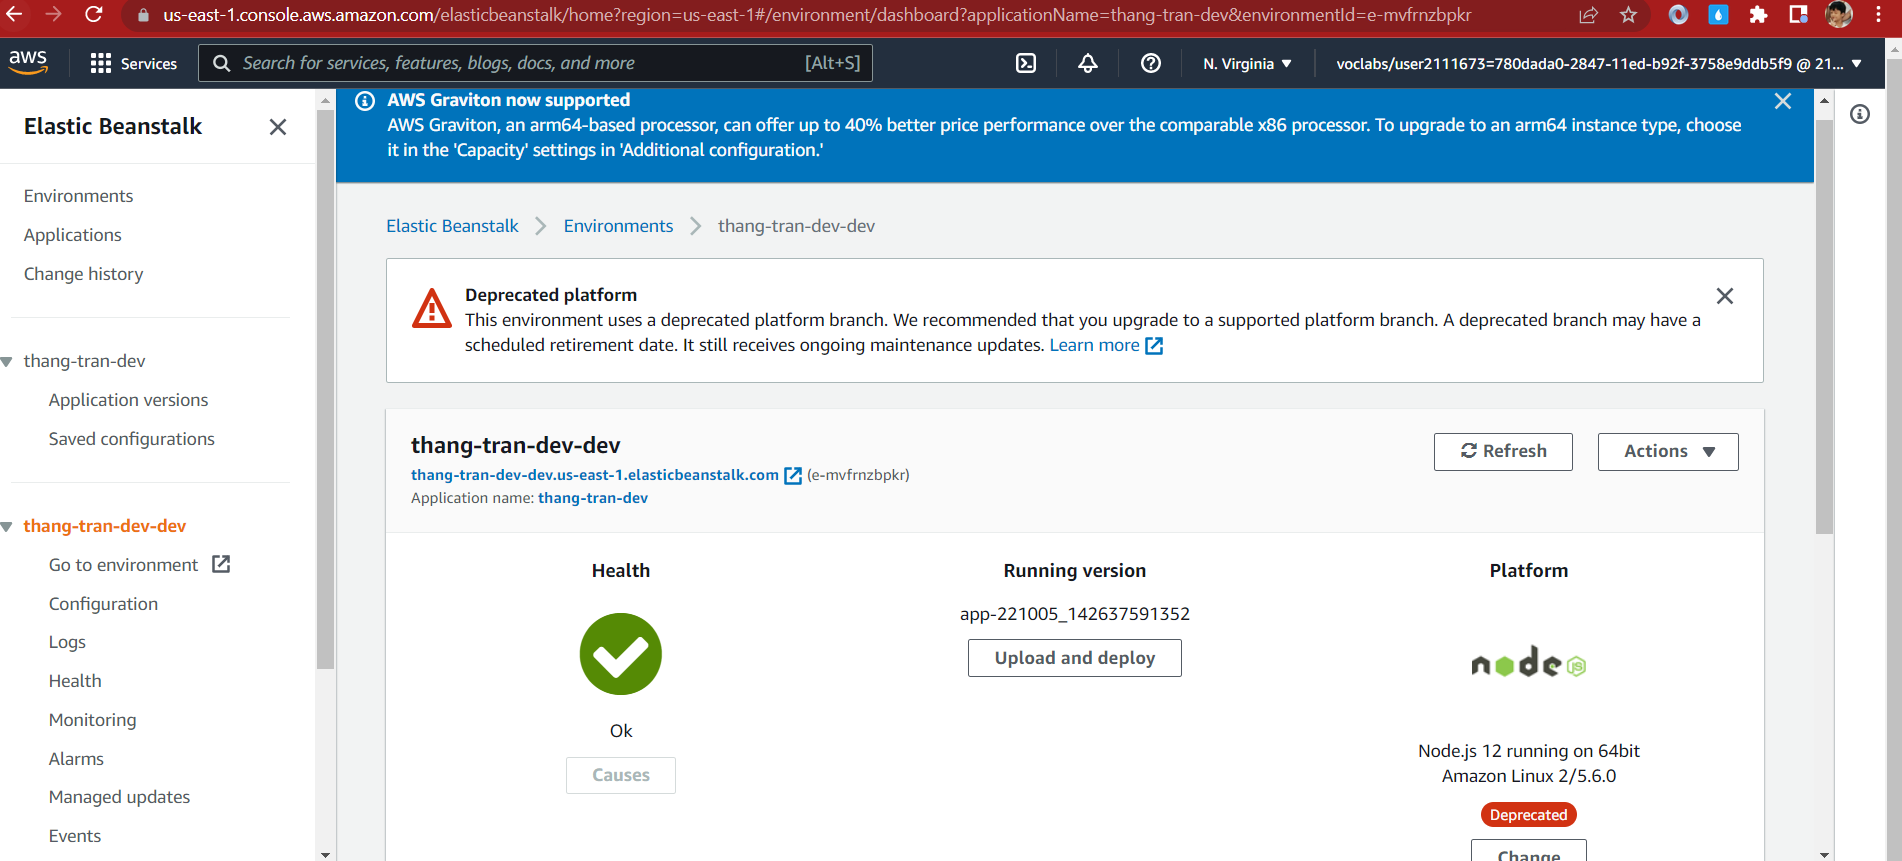 us-east-1.console.aws.amazon.com/elasticbeanstalk/home?region=us-east-1#/environment/dashboard?applicationName=thang-tran-dev&environmentId=e-mvfrnzbpkr
aws
Services
Search for services, features, blogs, docs, and more
[Alt+S]
N. Virginia
voclabs/user2111673=780dada0-2847-11ed-b92f-3758e9ddb5f9 @ 21...
Elastic Beanstalk
Environments
Applications
Change history
thang-tran-dev
Application versions
Saved configurations
thang-tran-dev-dev
Go to environment
Configuration
Logs
Health
Monitoring
Alarms
Managed updates
Events
AWS Graviton now supported
AWS Graviton, an arm64-based processor, can offer up to 40% better price performance over the comparable x86 processor. To upgrade to an arm64 instance type, choose
it in the 'Capacity' settings in 'Additional configuration.'
Elastic Beanstalk
Environments
thang-tran-dev-dev
Deprecated platform
This environment uses a deprecated platform branch. We recommended that you upgrade to a supported platform branch. A deprecated branch may have a
scheduled retirement date. It still receives ongoing maintenance updates. Learn more
thang-tran-dev-dev
thang-tran-dev-dev.us-east-1.elasticbeanstalk.com (e-mvfrnzbpkr)
Application name: thang-tran-dev
Refresh
Actions
Health
Ok
Causes
Running version
app-221005_142637591352
Upload and deploy
Platform
node JS
Node.js 12 running on 64bit
Amazon Linux 2/5.6.0
Deprecated
Change